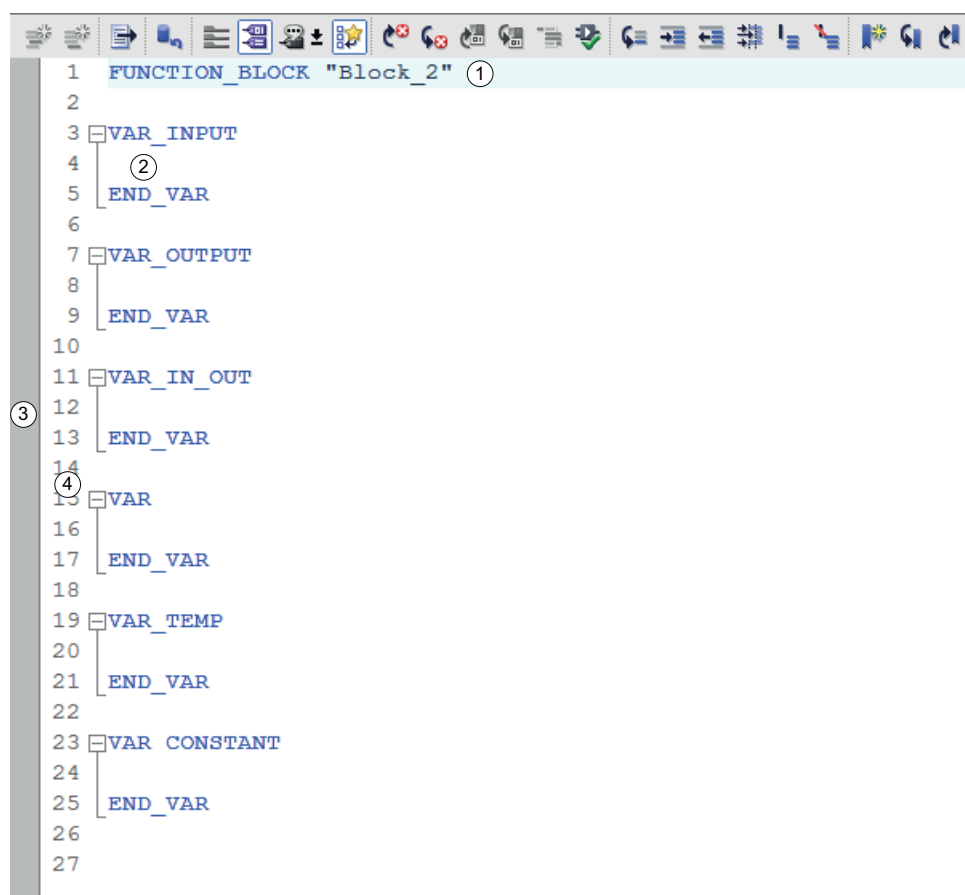 1 FUNCTION_BLOCK "Block_2" ①
2
3 VAR_INPUT
4 ②
5 END_VAR
6
7 VAR_OUTPUT
8
9 END_VAR
10
11 VAR_IN_OUT
③ 12
13 END_VAR
14
④
15 VAR
16
17 END_VAR
18
19 VAR_TEMP
20
21 END_VAR
22
23 VAR CONSTANT
24
25 END_VAR
26
27